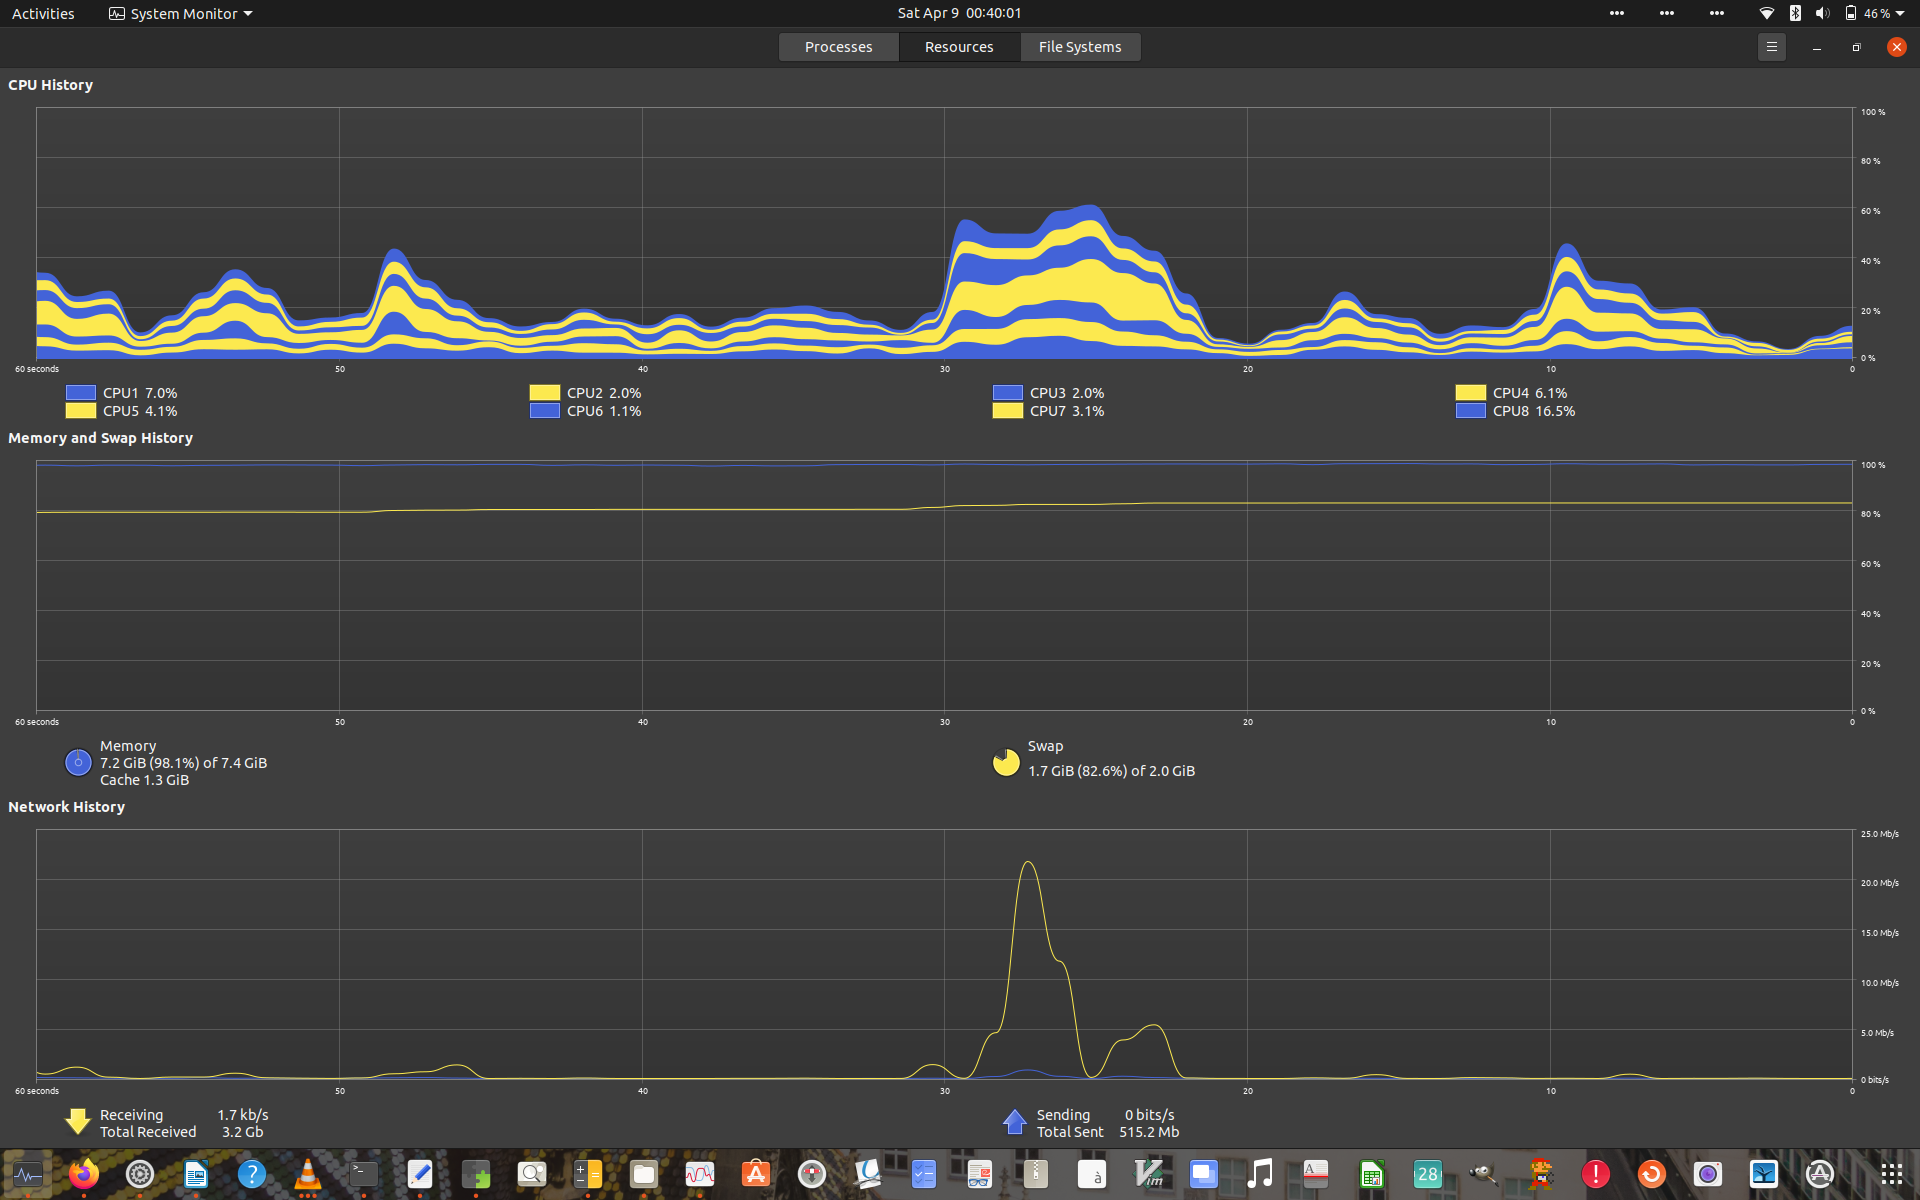 Activities
System Monitor
Sat Apr 9 00:40:01
46 %
Processes
Resources
File Systems
CPU History
100 %
80 %
60 %
40 %
20 %
0 %
60 seconds 50 40 30 20 10 0
CPU1 7.0% CPU2 2.0% CPU3 2.0% CPU4 6.1%
CPU5 4.1% CPU6 1.1% CPU7 3.1% CPU8 16.5%
Memory and Swap History
100 %
80 %
60 %
40 %
20 %
0 %
60 seconds 50 40 30 20 10 0
Memory
7.2 GiB (98.1%) of 7.4 GiB
Cache 1.3 GiB
Swap
1.7 GiB (82.6%) of 2.0 GiB
Network History
25.0 Mb/s
20.0 Mb/s
15.0 Mb/s
10.0 Mb/s
5.0 Mb/s
0 bits/s
60 seconds 50 40 30 20 10 0
Receiving 1.7 kb/s
Total Received 3.2 Gb
Sending 0 bits/s
Total Sent 515.2 Mb
?
>_
A
à
Vim
A
28
!
A